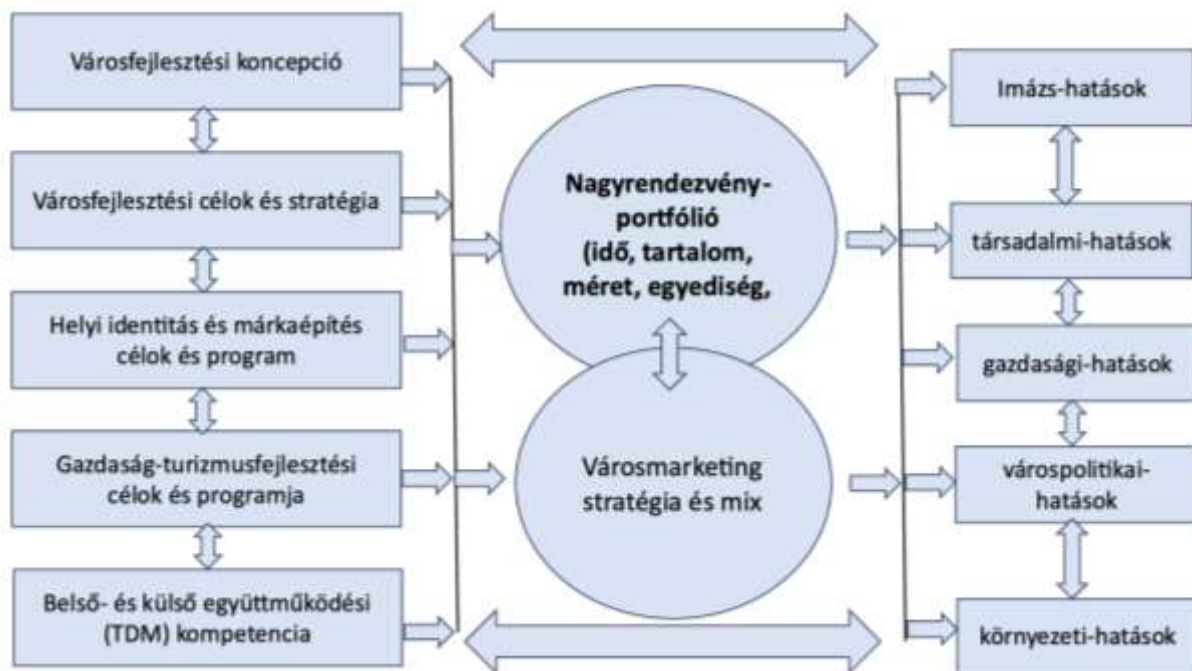 Városfejlesztési koncepció
Városfejlesztési célok és stratégia
Helyi identitás és márkaépítés
célok és program
Gazdaság-turizmusfejlesztési
célok és programja
Belső- és külső együttműködési
(TDM) kompetencia
Nagyrendezvény-
portfólió
(idő, tartalom,
méret, egyediség,
Városmarketing
stratégia és mix
Imázs-hatások
társadalmi-hatások
gazdasági-hatások
várospolitikai-
hatások
környezeti-hatások